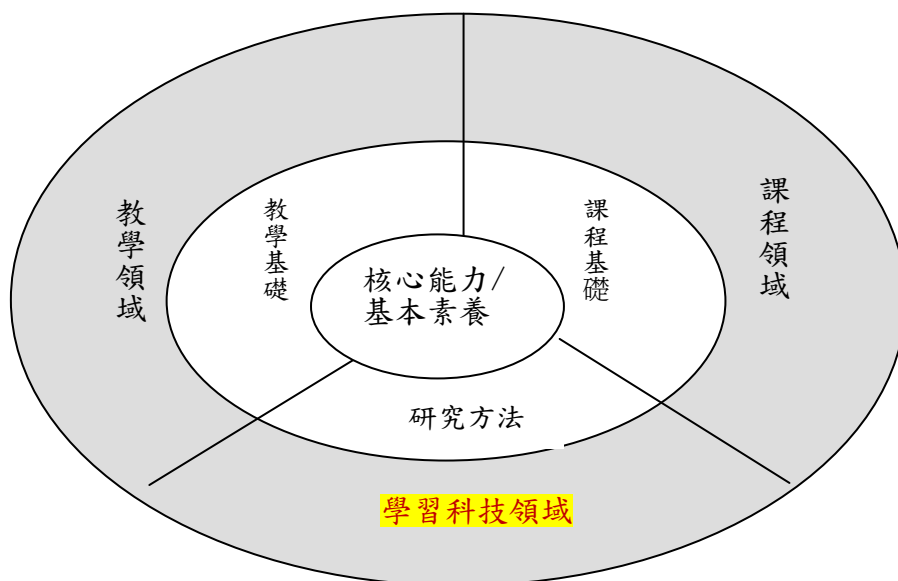 教學領域
教學基礎
核心能力/
基本素養
課程基礎
課程領域
研究方法
學習科技領域